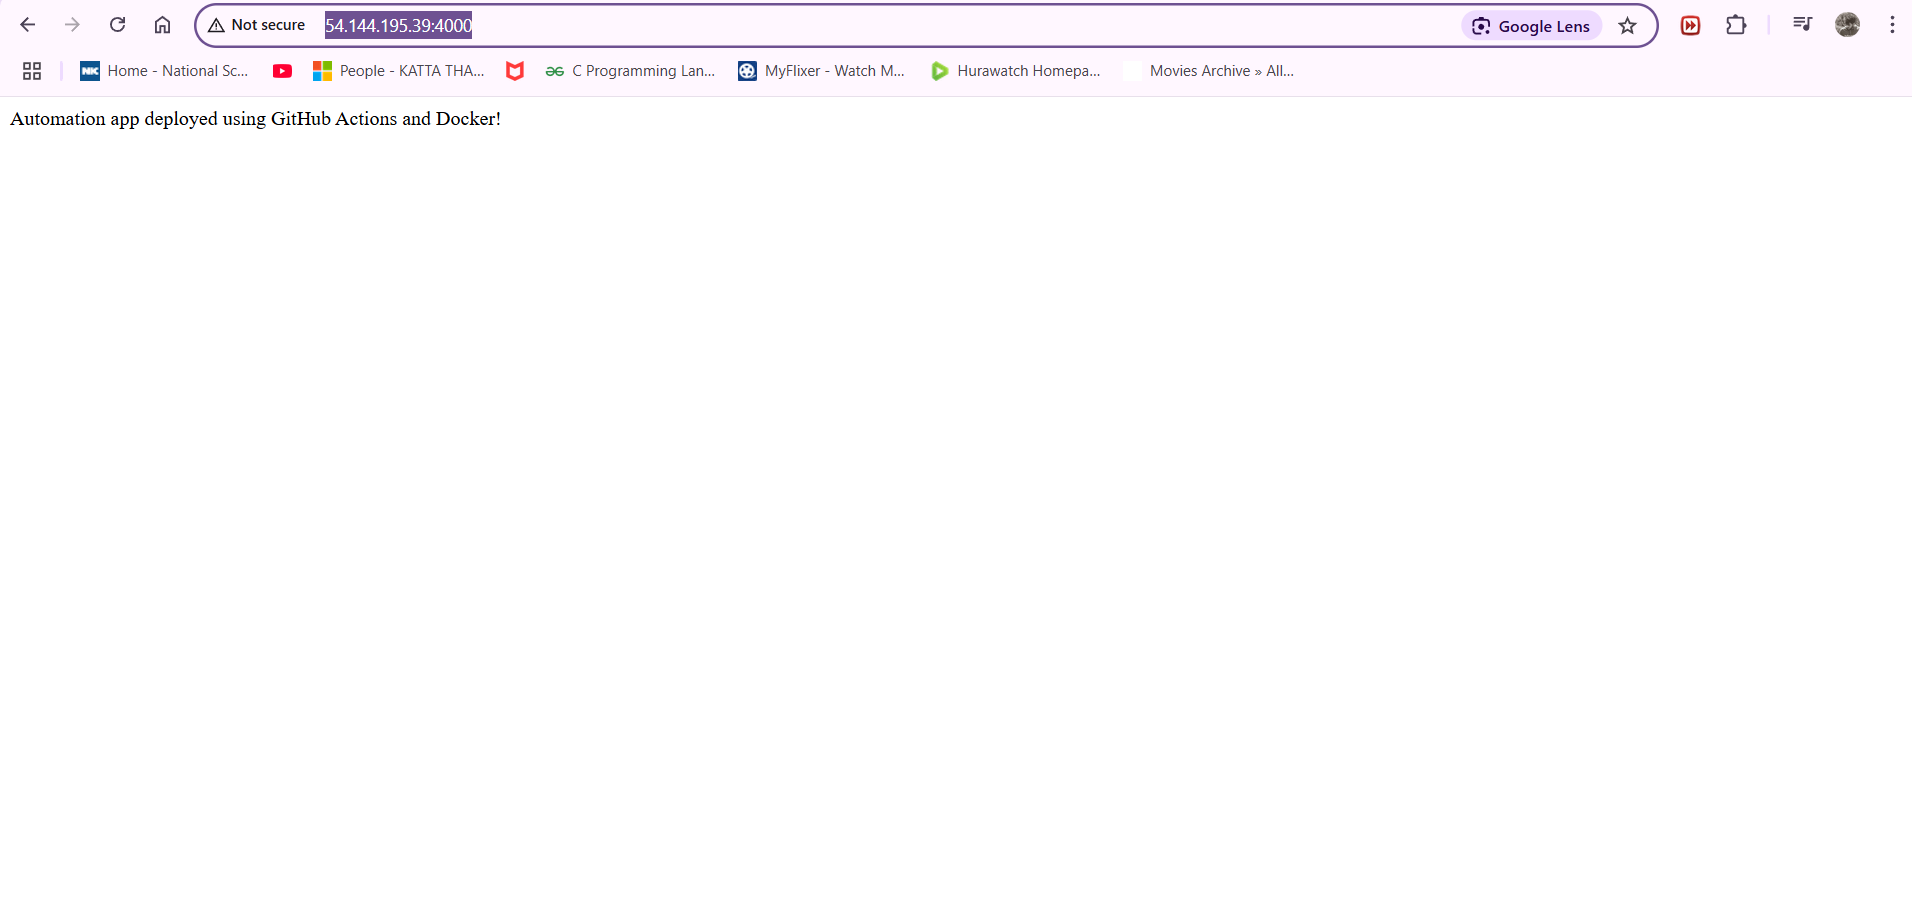 Not secure 54.144.195.39:4000 Google Lens
NK Home - National Sc... People - KATTA THA... C Programming Lan... MyFlixer - Watch M... Hurawatch Homepa... Movies Archive » All...
Automation app deployed using GitHub Actions and Docker!